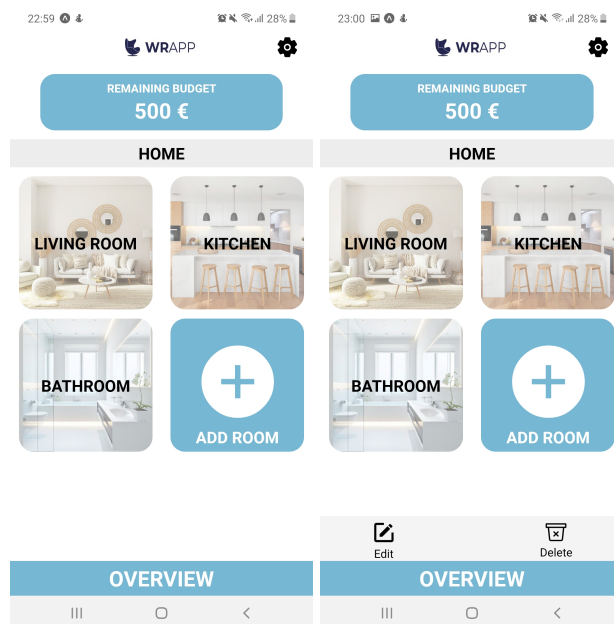 22:59
28%
WRAPP
REMAINING BUDGET
500 €
HOME
LIVING ROOM
KITCHEN
BATHROOM
ADD ROOM
OVERVIEW
23:00
28%
WRAPP
REMAINING BUDGET
500 €
HOME
LIVING ROOM
KITCHEN
BATHROOM
ADD ROOM
Edit
Delete
OVERVIEW